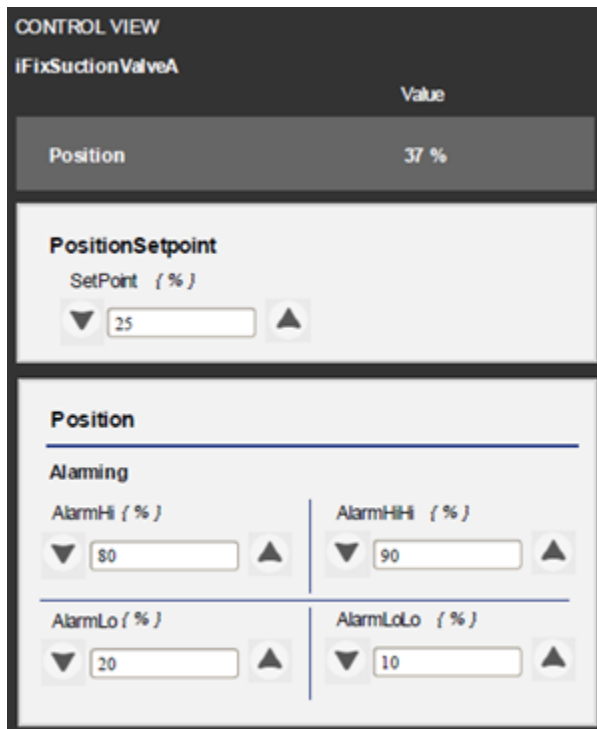 CONTROL VIEW
iFixSuctionValveA
Value
Position 37 %
PositionSetpoint
SetPoint { % }
25
Position
Alarming
AlarmHi { % } AlarmHiHi { % }
80 90
AlarmLo { % } AlarmLoLo { % }
20 10